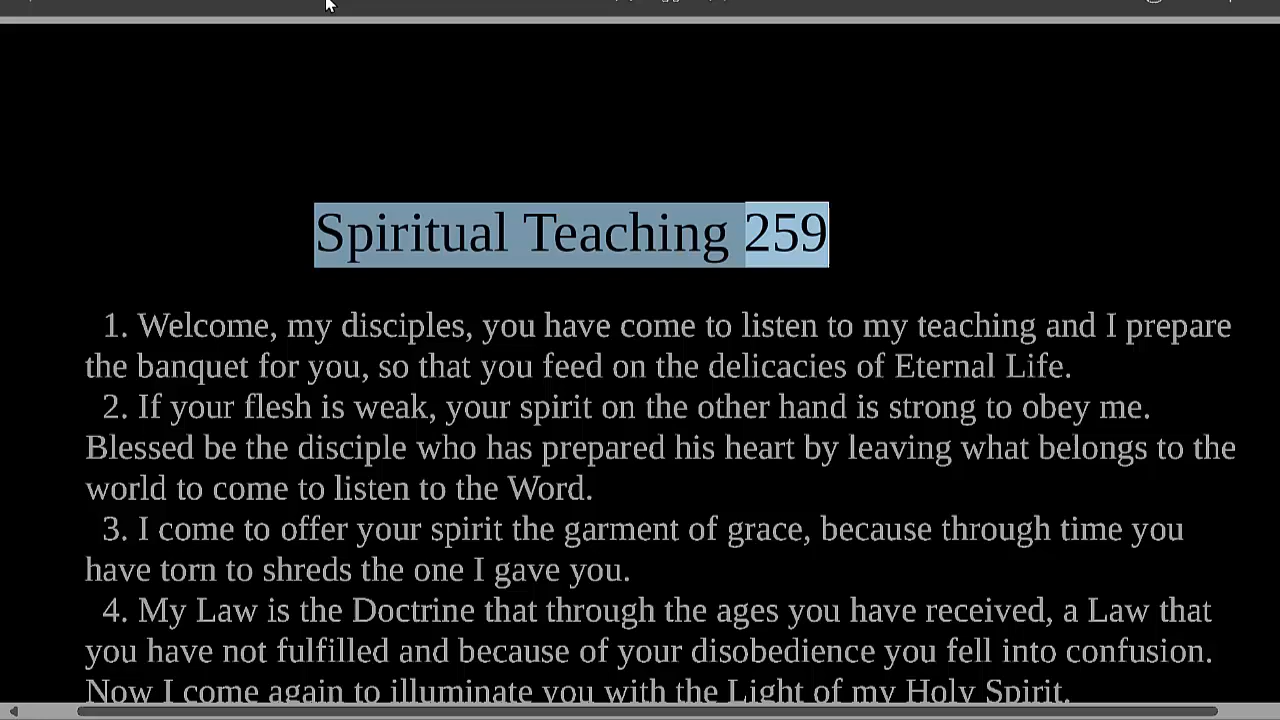 Spiritual Teaching 259
1. Welcome, my disciples, you have come to listen to my teaching and I prepare
the banquet for you, so that you feed on the delicacies of Eternal Life.
2. If your flesh is weak, your spirit on the other hand is strong to obey me.
Blessed be the disciple who has prepared his heart by leaving what belongs to the
world to come to listen to the Word.
3. I come to offer your spirit the garment of grace, because through time you
have torn to shreds the one I gave you.
4. My Law is the Doctrine that through the ages you have received, a Law that
you have not fulfilled and because of your disobedience you fell into confusion.
Now I come again to illuminate you with the Light of my Holy Spirit.